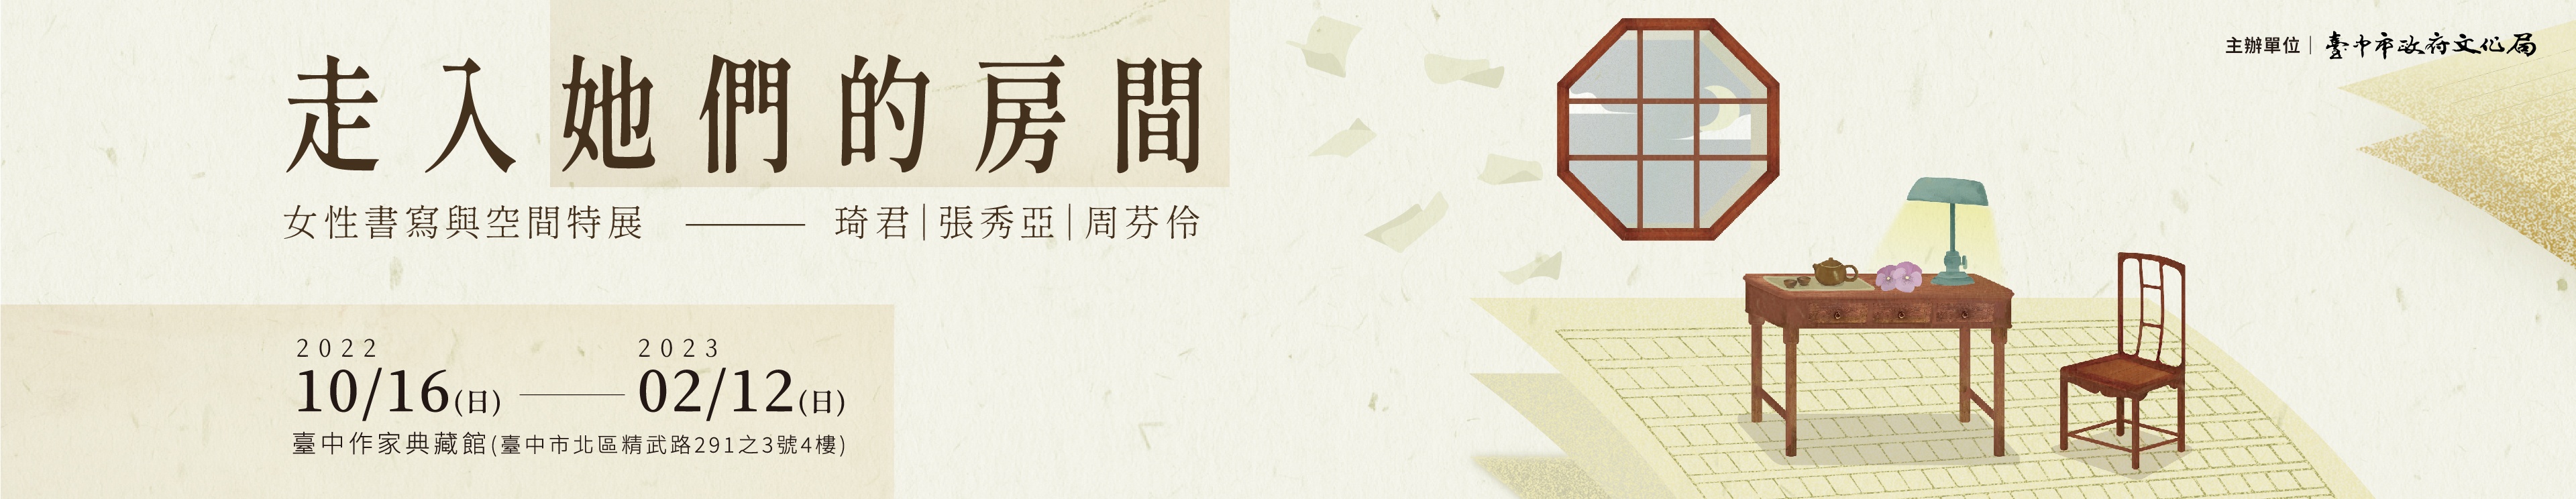 走入她們的房間
女性書寫與空間特展 —— 琦君|張秀亞|周芬伶
2022 2023
10/16(日) —— 02/12(日)
臺中作家典藏館(臺中市北區精武路291之3號4樓)
主辦單位|臺中市政府文化局